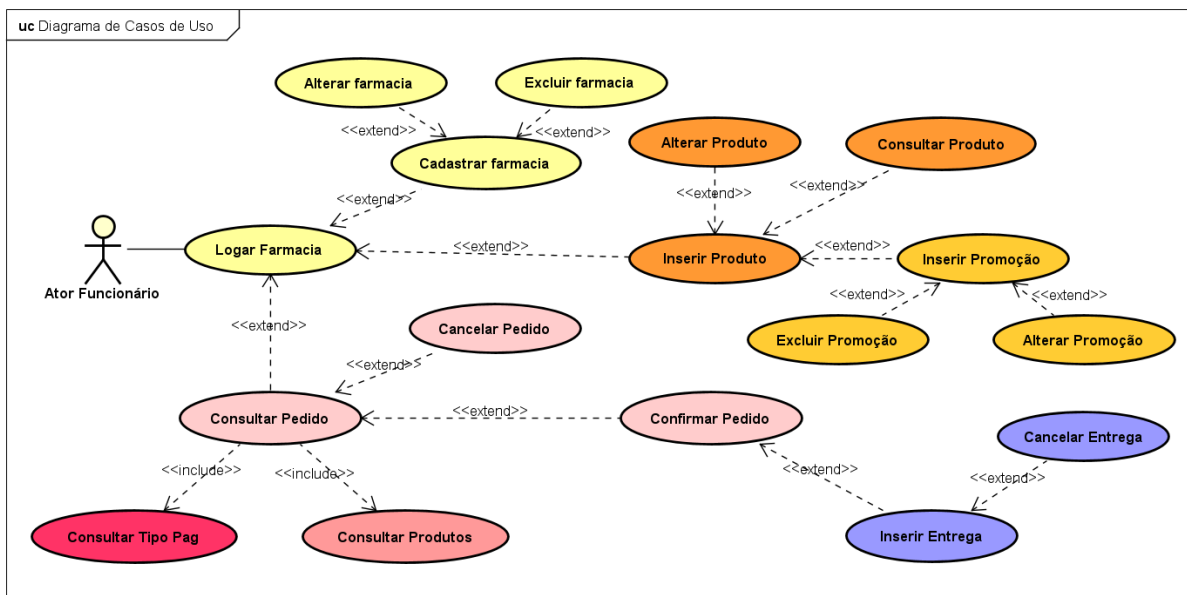 uc Diagrama de Casos de Uso
Alterar farmacia
Excluir farmacia
<<extend>>
<<extend>>
Alterar Produto
Consultar Produto
Cadastrar farmacia
<<extend>>
<<extend>>
<<extend>>
Logar Farmacia
<<extend>>
Inserir Produto
<<extend>>
Inserir Promoção
Ator Funcionário
<<extend>>
<<extend>>
<<extend>>
Cancelar Pedido
Excluir Promoção
Alterar Promoção
<<extend>>
Consultar Pedido
<<extend>>
Confirmar Pedido
Cancelar Entrega
<<include>>
<<include>>
<<extend>>
<<extend>>
Consultar Tipo Pag
Consultar Produtos
Inserir Entrega